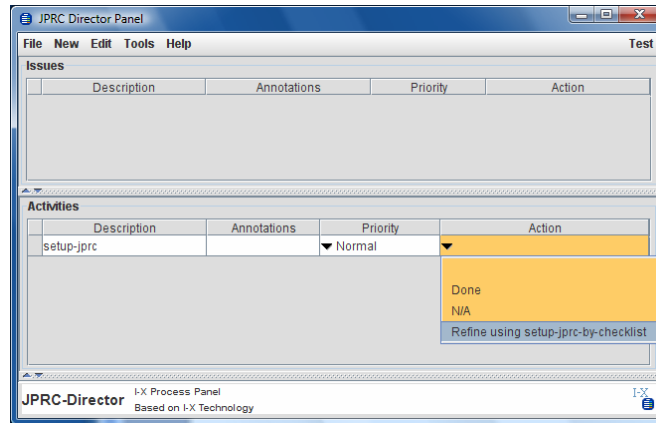 JPRC Director Panel
File New Edit Tools Help Test
Issues
Description Annotations Priority Action
Activities
Description Annotations Priority Action
setup-jprc Normal
Done
N/A
Refine using setup-jprc-by-checklist
JPRC-Director
I-X Process Panel
Based on I-X Technology
I-X